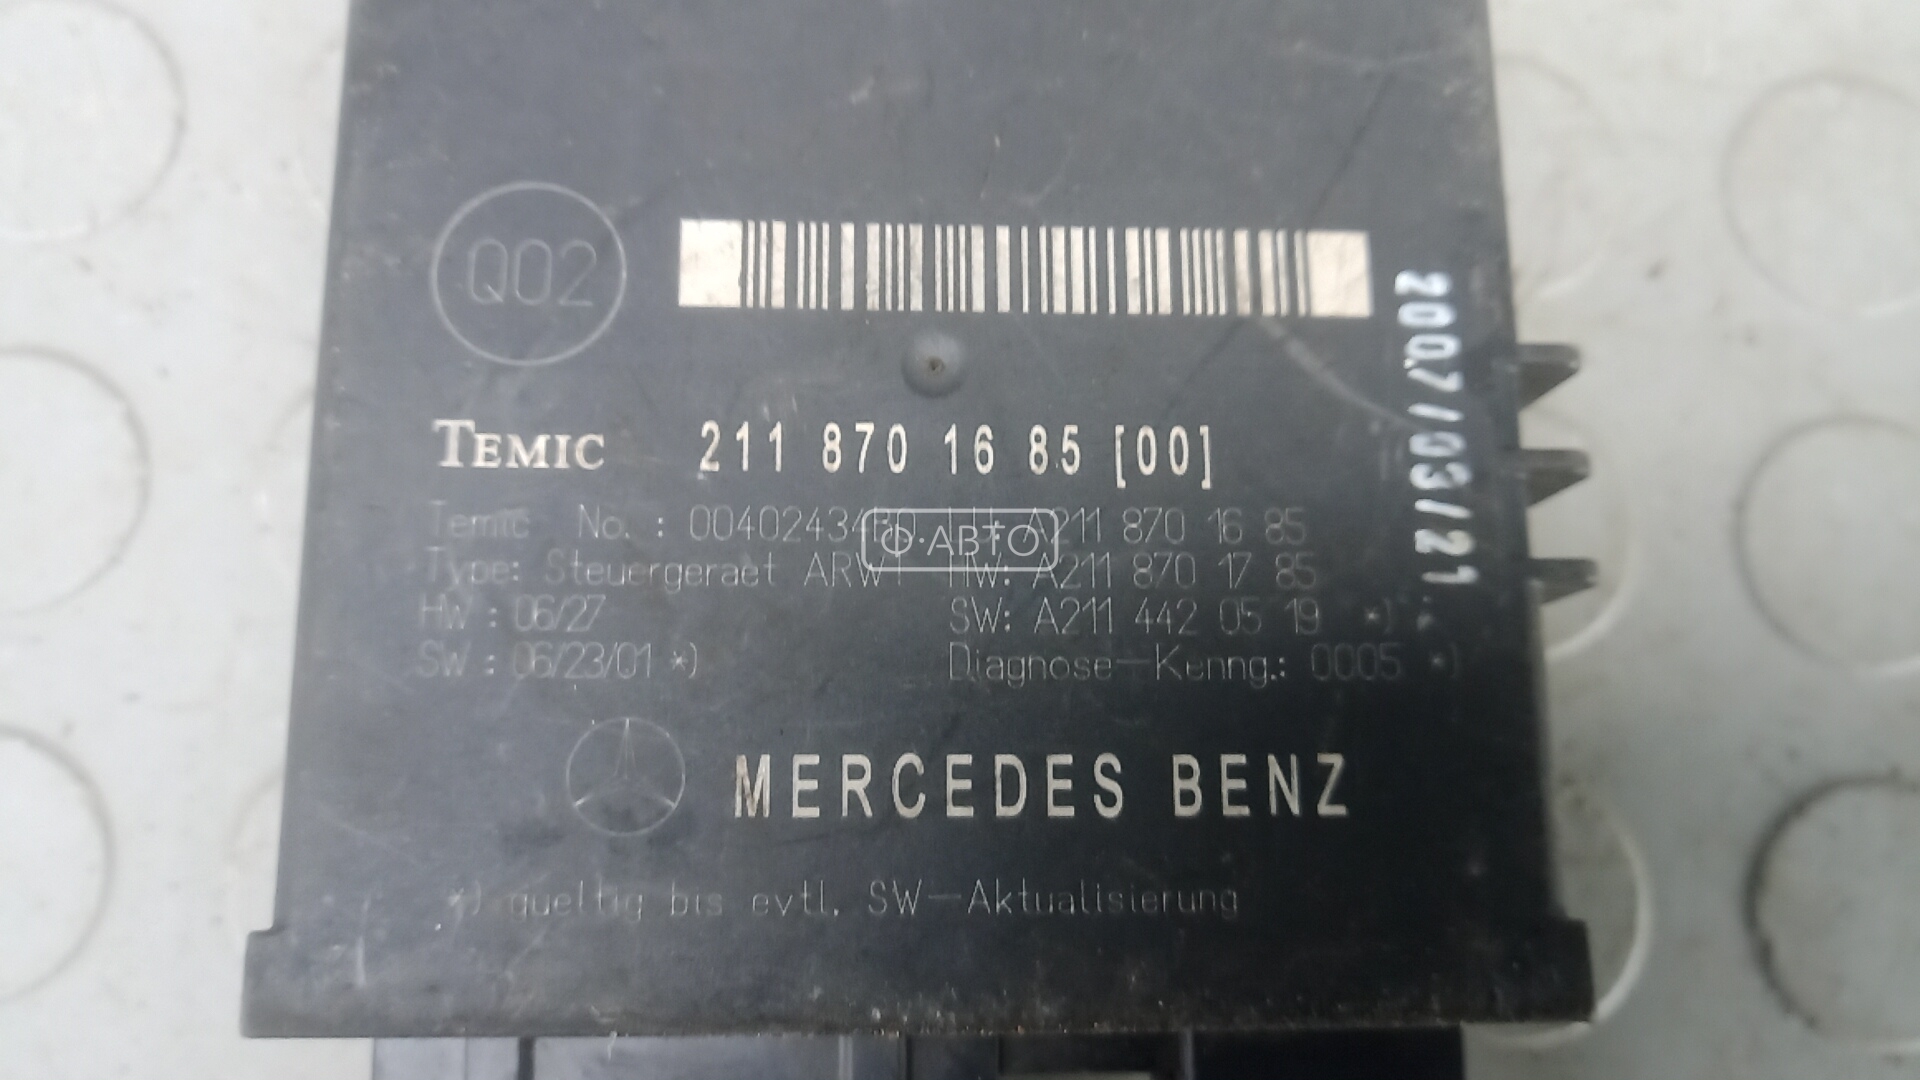 Q02
2007/03/21
TEMIC 211 870 16 85 [00]
Temic No. : A211 870 16 85
Type: Steuergeraet HW: A211 870 17 85
HW : 06/27 SW: A211 442 05 19 *)
SW : 06/23/01 *) Diagnose-Kenng.: 0005 *)
Ф·АВТО
MERCEDES BENZ
*) gueltig bis evtl. SW-Aktualisierung